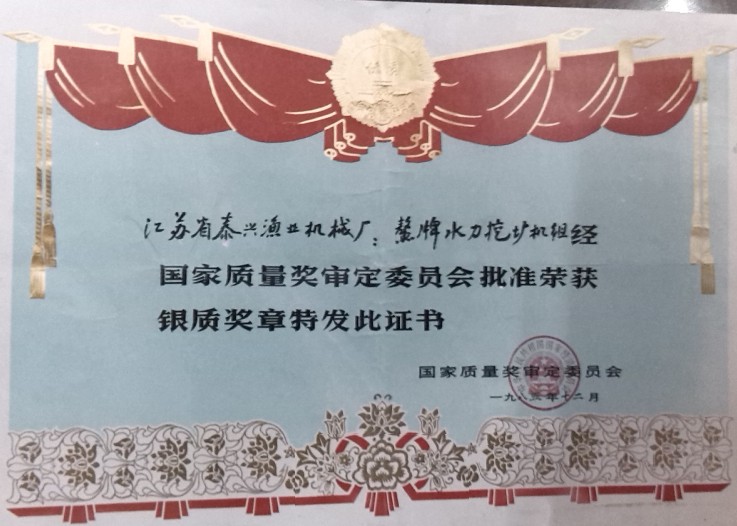 江苏省泰兴渔业机械厂：鳌牌水力挖圹机组经
国家质量奖审定委员会批准荣获
银质奖章特发此证书
国家质量奖审定委员会
一九八三年十二月